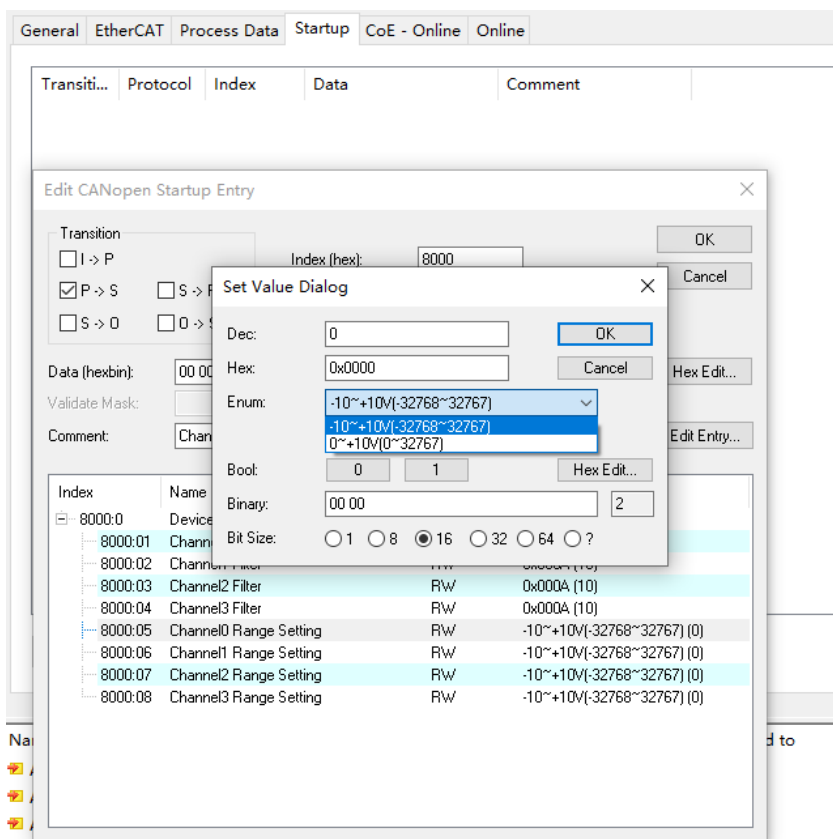 General EtherCAT Process Data Startup CoE - Online Online
Transiti... Protocol Index Data Comment
Edit CANopen Startup Entry
Transition
I -> P
Index (hex): 8000
OK
P -> S
Cancel
S -> O
O ->
Set Value Dialog
Dec: 0 OK
Hex: 0x0000 Cancel
Enum: -10~+10V(-32768~32767)
-10~+10V(-32768~32767)
0~+10V(0~32767)
Bool: 0 1 Hex Edit...
Binary: 00 00 2
Bit Size: 1 8 16 32 64 ?
Data (hexbin): 00 00 Hex Edit...
Validate Mask:
Comment: Edit Entry...
Index Name
8000:0
8000:01
8000:02 Channel1 Filter RW 0x000A (10)
8000:03 Channel2 Filter RW 0x000A (10)
8000:04 Channel3 Filter RW 0x000A (10)
8000:05 Channel0 Range Setting RW -10~+10V(-32768~32767) (0)
8000:06 Channel1 Range Setting RW -10~+10V(-32768~32767) (0)
8000:07 Channel2 Range Setting RW -10~+10V(-32768~32767) (0)
8000:08 Channel3 Range Setting RW -10~+10V(-32768~32767) (0)
d to